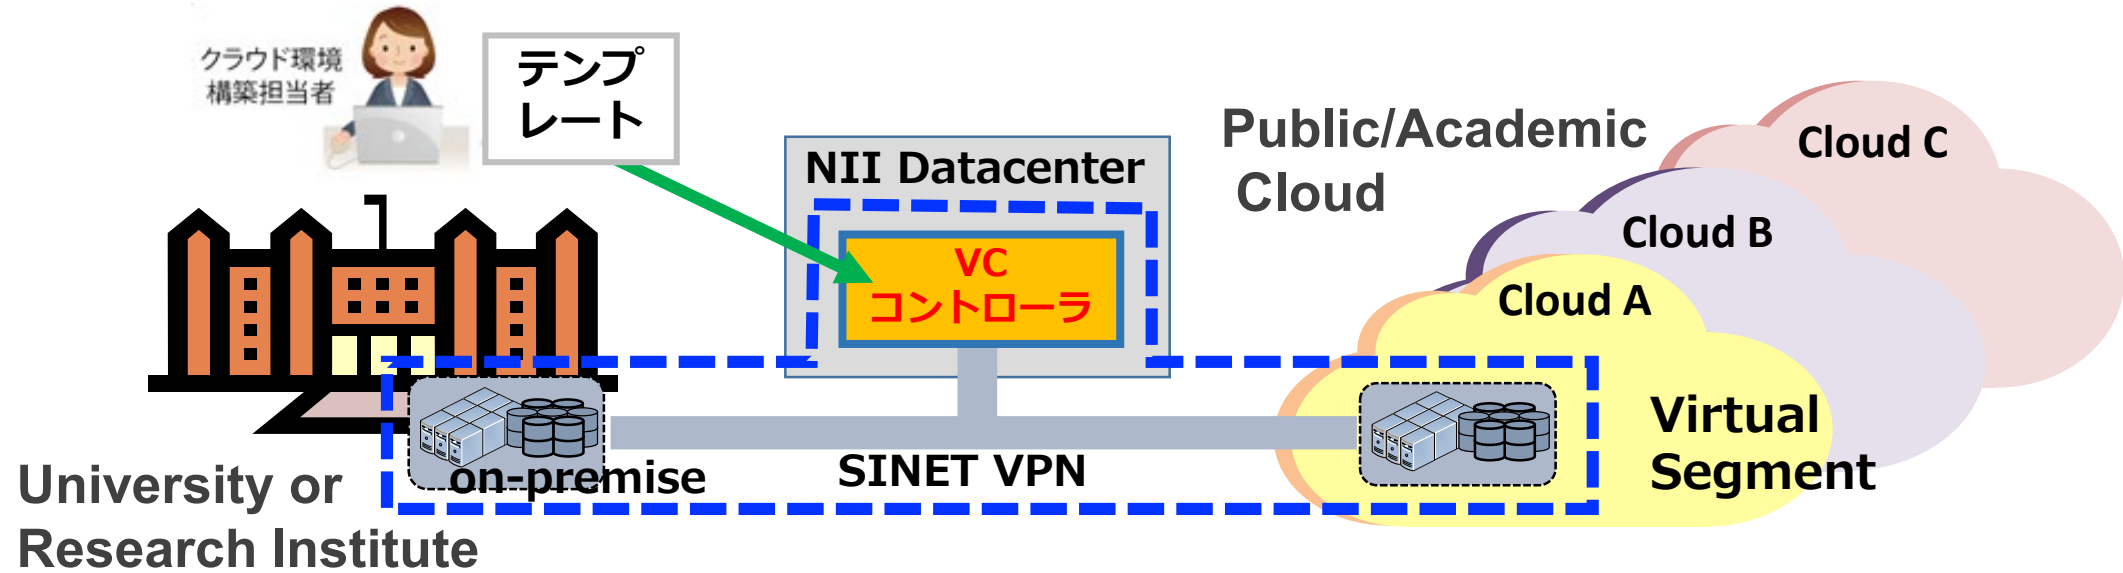 クラウド環境
構築担当者
テンプ
レート
NII Datacenter
VC
コントローラ
Public/Academic
Cloud
Cloud C
Cloud B
Cloud A
Virtual
Segment
SINET VPN
on-premise
University or
Research Institute